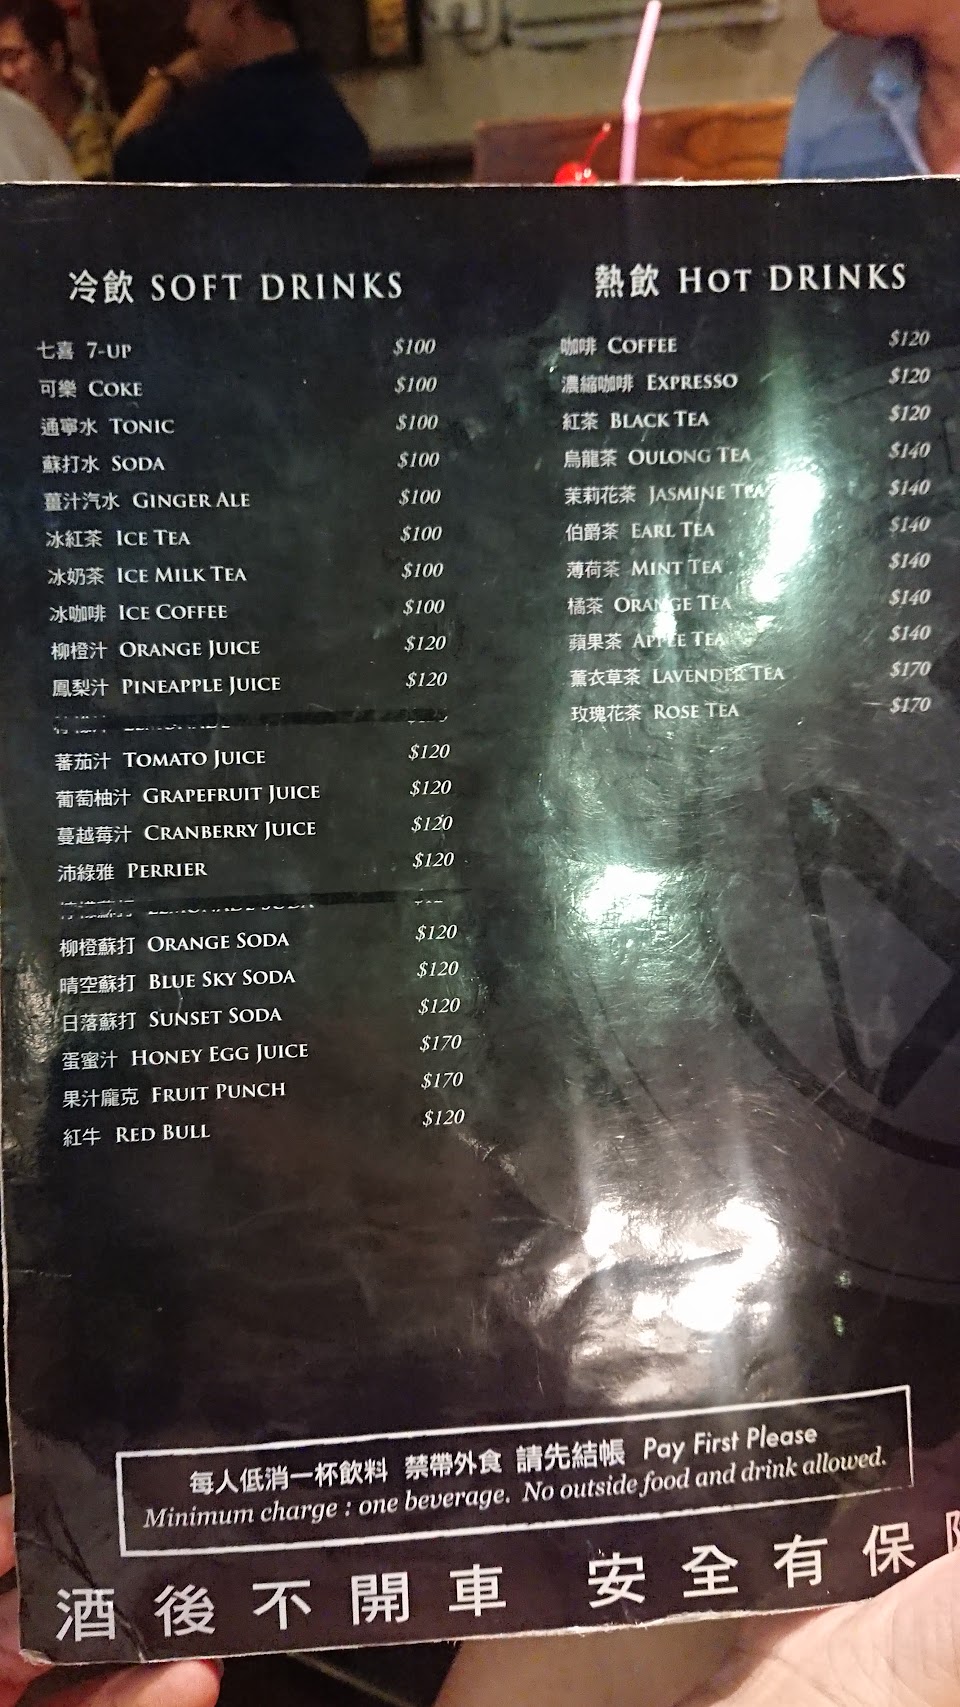 冷飲 SOFT DRINKS
七喜 7-UP $100
可樂 COKE $100
通寧水 TONIC $100
蘇打水 SODA $100
薑汁汽水 GINGER ALE $100
冰紅茶 ICE TEA $100
冰奶茶 ICE MILK TEA $100
冰咖啡 ICE COFFEE $100
柳橙汁 ORANGE JUICE $120
鳳梨汁 PINEAPPLE JUICE $120
蕃茄汁 TOMATO JUICE $120
葡萄柚汁 GRAPEFRUIT JUICE $120
蔓越莓汁 CRANBERRY JUICE $120
沛綠雅 PERRIER $120
柳橙蘇打 ORANGE SODA $120
晴空蘇打 BLUE SKY SODA $120
日落蘇打 SUNSET SODA $120
蛋蜜汁 HONEY EGG JUICE $170
果汁龐克 FRUIT PUNCH $170
紅牛 RED BULL $120
熱飲 HOT DRINKS
咖啡 COFFEE $120
濃縮咖啡 EXPRESSO $120
紅茶 BLACK TEA $120
烏龍茶 OULONG TEA $140
茉莉花茶 JASMINE TEA $140
伯爵茶 EARL TEA $140
薄荷茶 MINT TEA $140
橘茶 ORANGE TEA $140
蘋果茶 APPLE TEA $140
薰衣草茶 LAVENDER TEA $170
玫瑰花茶 ROSE TEA $170
每人低消一杯飲料 禁帶外食 請先結帳 Pay First Please
Minimum charge : one beverage. No outside food and drink allowed.
酒後不開車 安全有保